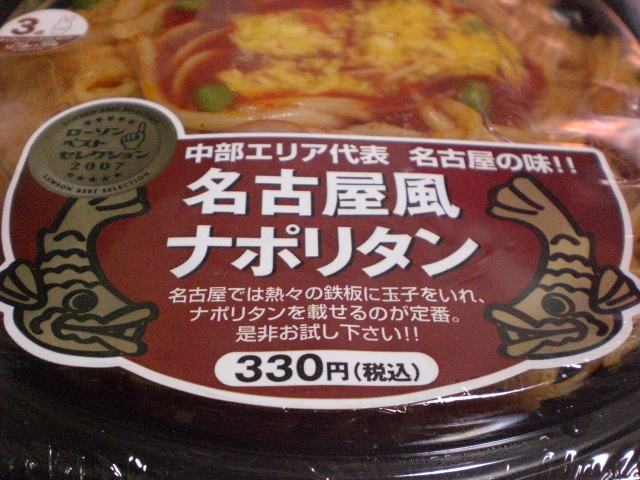 3点
ローソン
ベスト
セレクション
2007
LAWSON BEST SELECTION
中部エリア代表 名古屋の味!!
名古屋風
ナポリタン
名古屋では熱々の鉄板に玉子をいれ、
ナポリタンを載せるのが定番。
是非お試し下さい!!
330円(税込)